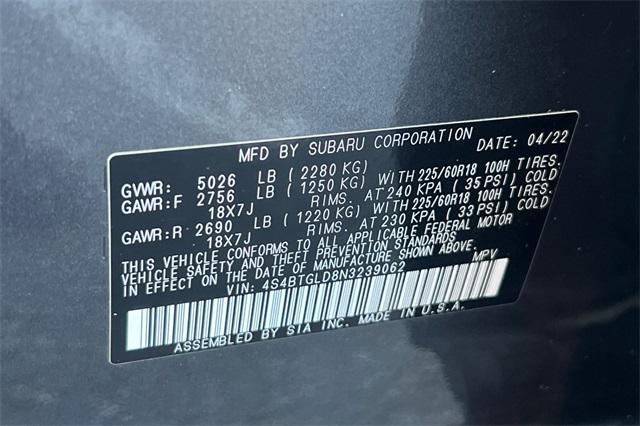 MFD BY SUBARU CORPORATION DATE: 04/22
GVWR: 5026 LB ( 2280 KG)
GAWR:F 2756 LB ( 1250 KG) WITH 225/60R18 100H TIRES.
18X7J RIMS. AT 240 KPA ( 35 PSI) COLD
GAWR:R 2690 LB ( 1220 KG) WITH 225/60R18 100H TIRES.
18X7J RIMS. AT 230 KPA ( 33 PSI) COLD
THIS VEHICLE CONFORMS TO ALL APPLICABLE FEDERAL MOTOR
VEHICLE SAFETY AND THEFT PREVENTION STANDARDS
IN EFFECT ON THE DATE OF MANUFACTURE SHOWN ABOVE.
VIN: 4S4BTGLD8N3239062 MPV
ASSEMBLED BY SIA INC. MADE IN U.S.A.